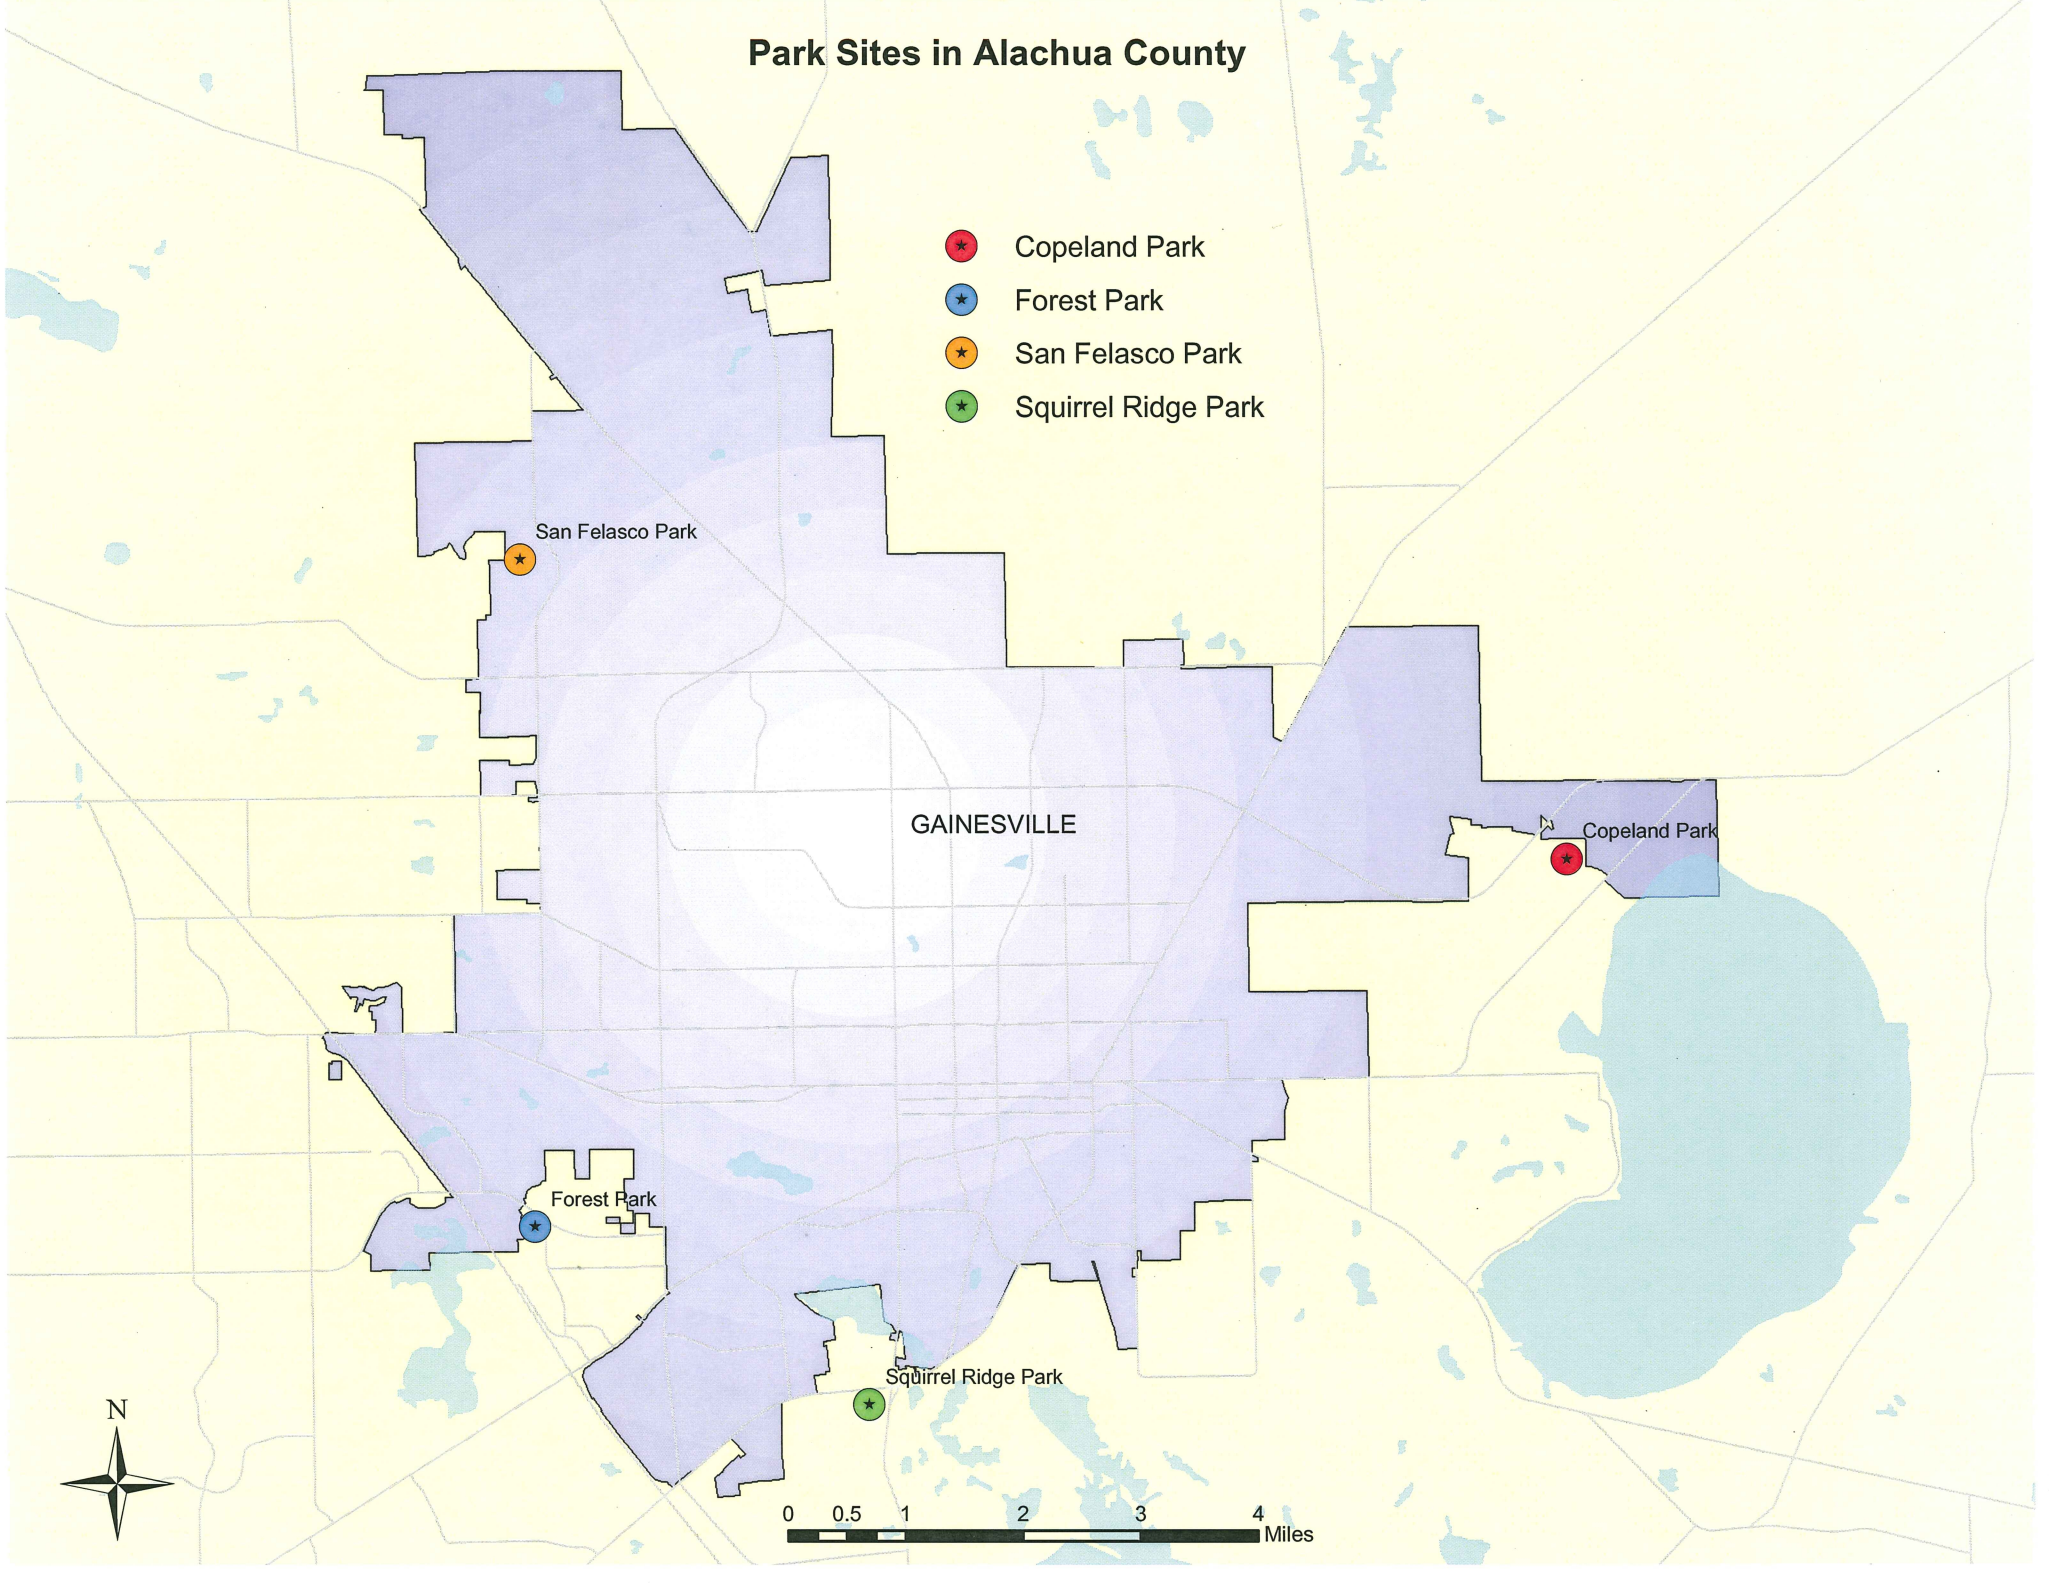 Park Sites in Alachua County
Copeland Park
Forest Park
San Felasco Park
Squirrel Ridge Park
San Felasco Park
GAINESVILLE
Copeland Park
Forest Park
Squirrel Ridge Park
N
0 0.5 1 2 3 4
Miles